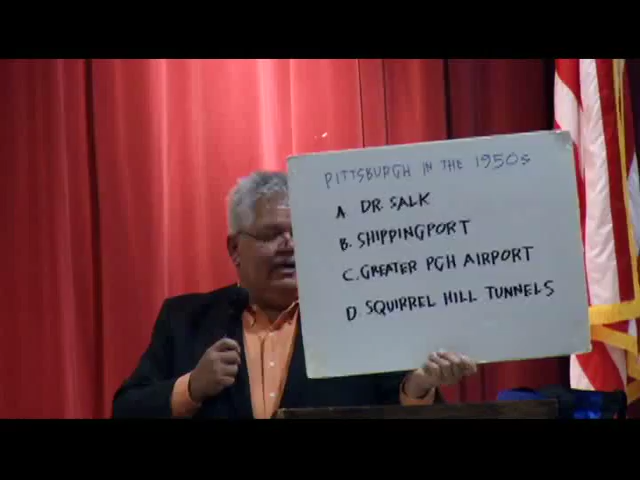 PITTSBURGH IN THE 1950s
A DR. SALK
B. SHIPPINGPORT
C. GREATER PGH AIRPORT
D. SQUIRREL HILL TUNNELS